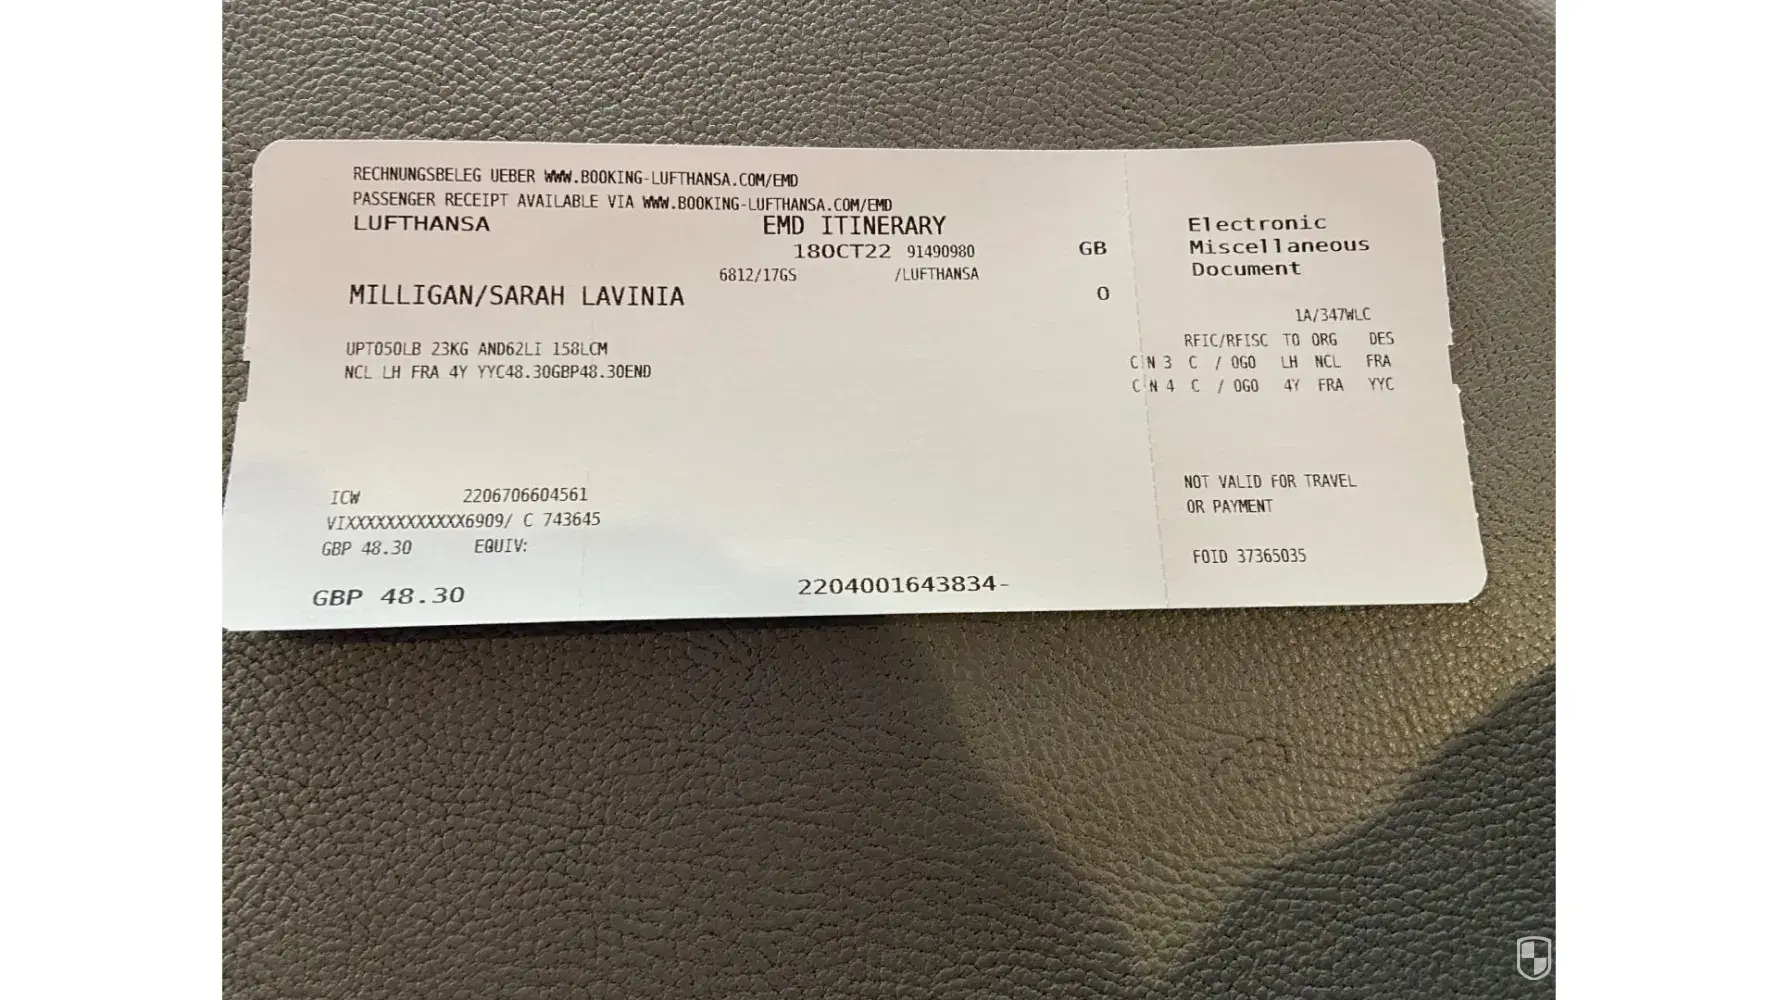 RECHNUNGSBELEG UEBER WWW.BOOKING-LUFTHANSA.COM/EMD
PASSENGER RECEIPT AVAILABLE VIA WWW.BOOKING-LUFTHANSA.COM/EMD
LUFTHANSA EMD ITINERARY
18OCT22 91490980 GB
6812/17GS /LUFTHANSA
MILLIGAN/SARAH LAVINIA 0
UPTO50LB 23KG AND62LI 158LCM
NCL LH FRA 4Y YYC48.30GBP48.30END
ICW 2206706604561
VIXXXXXXXXXXXX6909/ C 743645
GBP 48.30 EQUIV:
GBP 48.30 2204001643834-
Electronic
Miscellaneous
Document
1A/347WLC
RFIC/RFISC TO ORG DES
C N 3 C / 0GO LH NCL FRA
C N 4 C / 0GO 4Y FRA YYC
NOT VALID FOR TRAVEL
OR PAYMENT
FOID 37365035